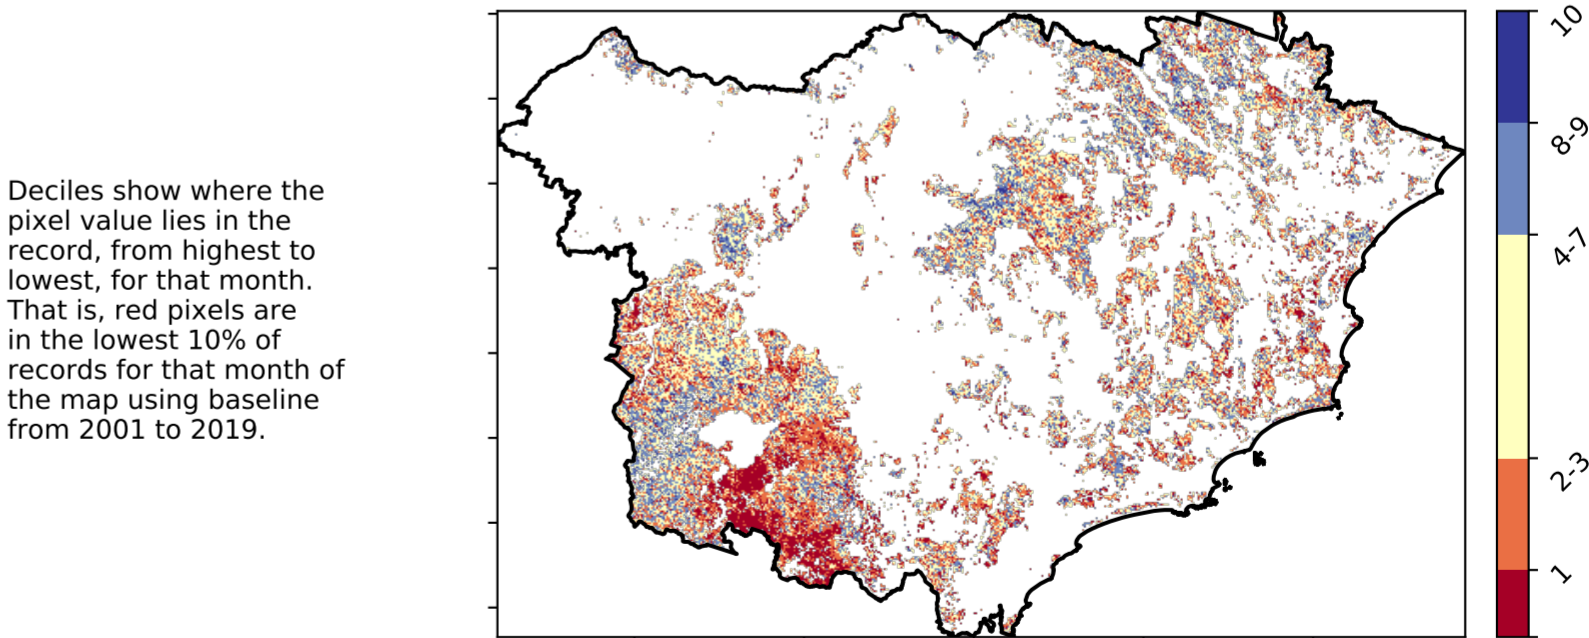 Deciles show where the
pixel value lies in the
record, from highest to
lowest, for that month.
That is, red pixels are
in the lowest 10% of
records for that month of
the map using baseline
from 2001 to 2019.
10
8-9
4-7
2-3
1